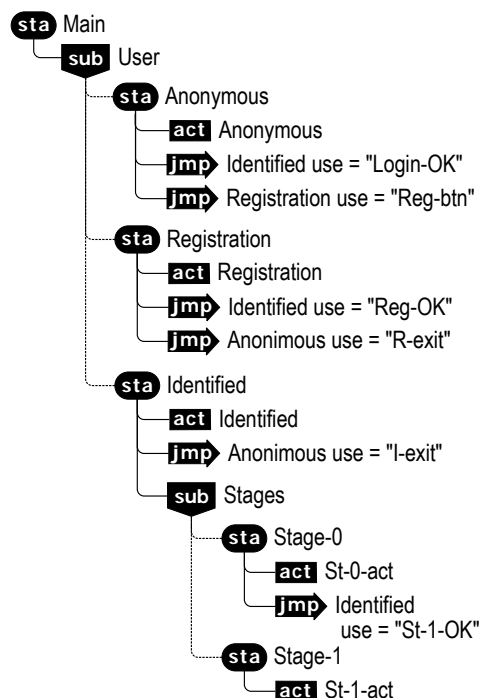 sta Main
sub User
sta Anonymous
act Anonymous
jmp Identified use = "Login-OK"
jmp Registration use = "Reg-btn"
sta Registration
act Registration
jmp Identified use = "Reg-OK"
jmp Anonimous use = "R-exit"
sta Identified
act Identified
jmp Anonimous use = "I-exit"
sub Stages
sta Stage-0
act St-0-act
jmp Identified
use = "St-1-OK"
sta Stage-1
act St-1-act